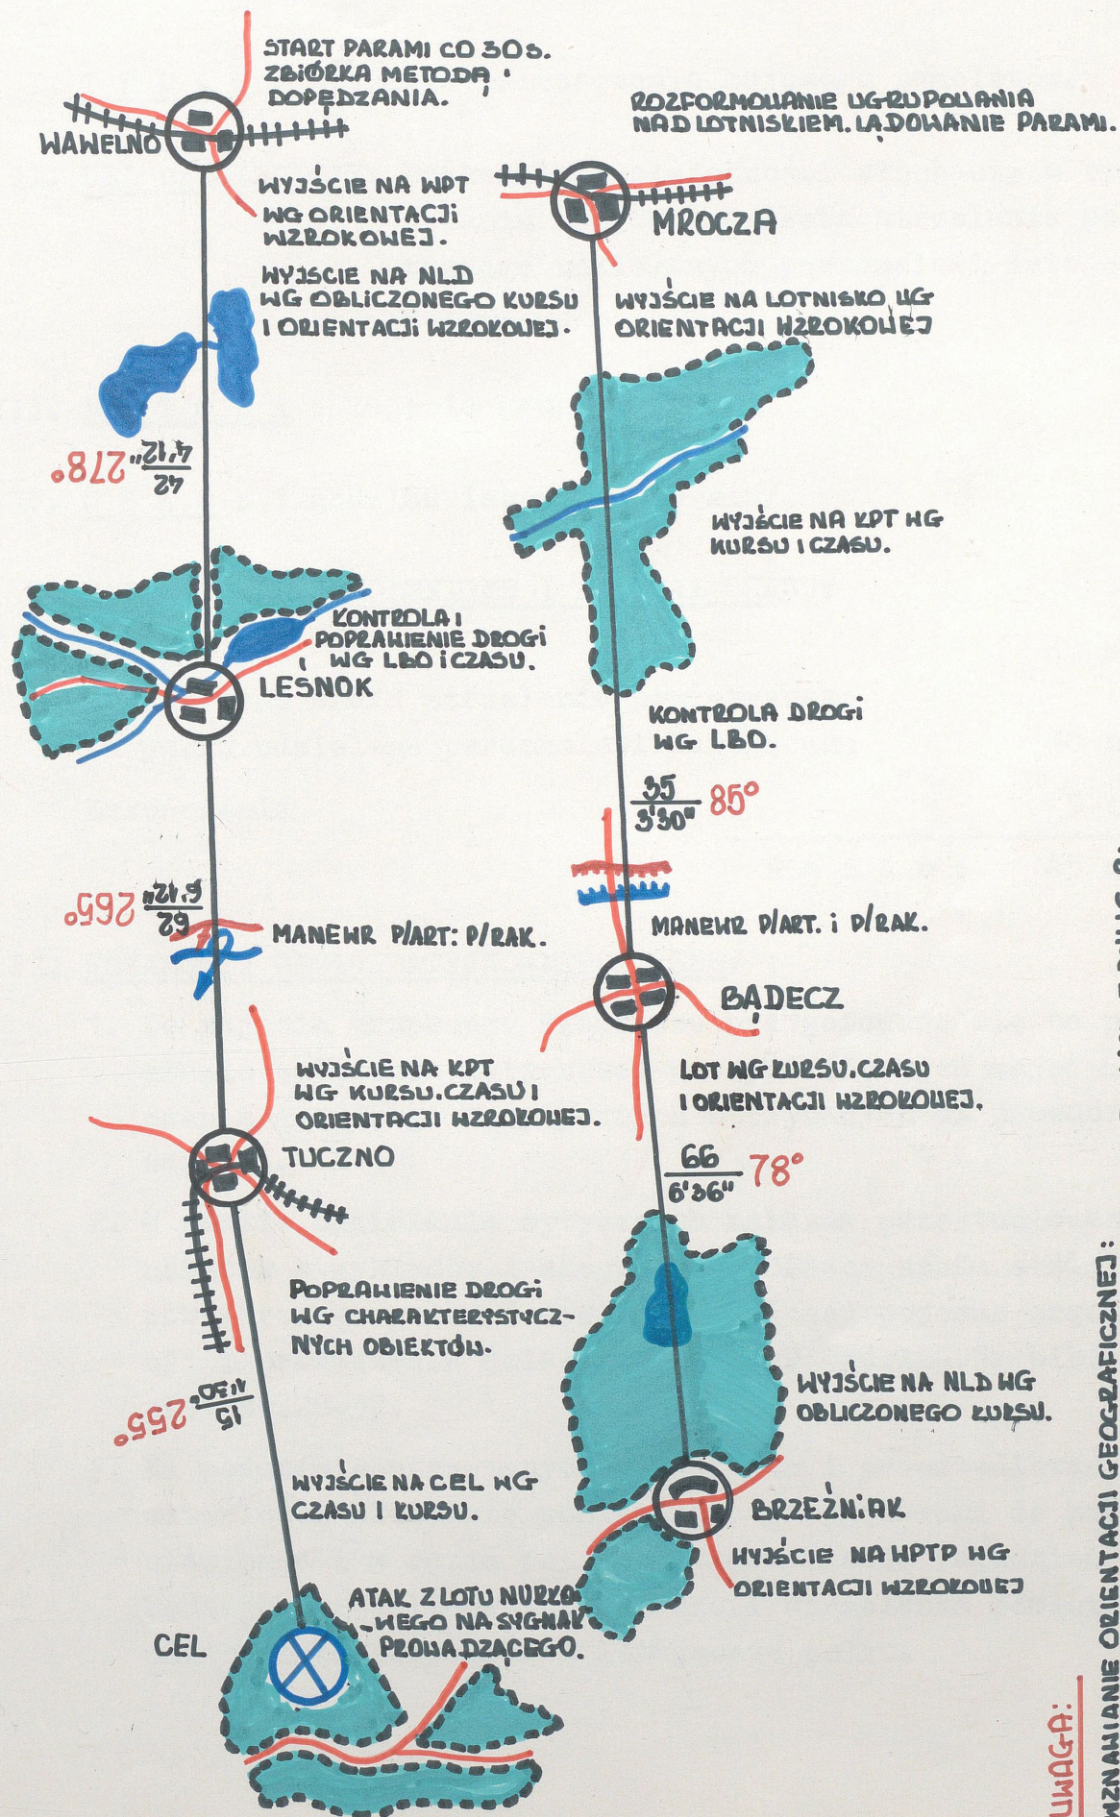 START PARAMI CO 30s.
ZBIÓRKA METODĄ
DOPĘDZANIA.
WAWELNO
WYJŚCIE NA WPT
WG ORIENTACJI
WZROKOWEJ.
WYJŚCIE NA NLD
WG OBLICZONEGO KURSU
I ORIENTACJI WZROKOWEJ.
42
4'12" 278°
KONTROLA I
POPRAWIENIE DROGI
WG LBD I CZASU.
LESNOK
62
6'12" 265°
MANEWR P/ART: P/RAK.
WYJŚCIE NA KPT
WG KURSU, CZASU I
ORIENTACJI WZROKOWEJ.
TUCZNO
POPRAWIENIE DROGI
WG CHARAKTERYSTYCZ-
NYCH OBIEKTÓW.
15
1'30" 255°
WYJŚCIE NA CEL WG
CZASU I KURSU.
ATAK Z LOTU NURKO-
WEGO NA SYGNAŁ
PROWADZĄCEGO.
CEL
ROZFORMOWANIE UGRUPOWANIA
NAD LOTNISKIEM. LĄDOWANIE PARAMI.
MROCZA
WYJŚCIE NA LOTNISKO WG
ORIENTACJI WZROKOWEJ
WYJŚCIE NA KPT WG
KURSU I CZASU.
KONTROLA DROGI
WG LBD.
35
3'30" 85°
MANEWR P/ART. i P/RAK.
BĄDECZ
LOT WG KURSU, CZASU
I ORIENTACJI WZROKOWEJ.
66
6'36" 78°
WYJŚCIE NA NLD WG
OBLICZONEGO KURSU.
BRZEŹNIAK
WYJŚCIE NA WPTP WG
ORIENTACJI WZROKOWEJ
UWAGA:
WZNAWIANIE ORIENTACJI GEOGRAFICZNEJ: